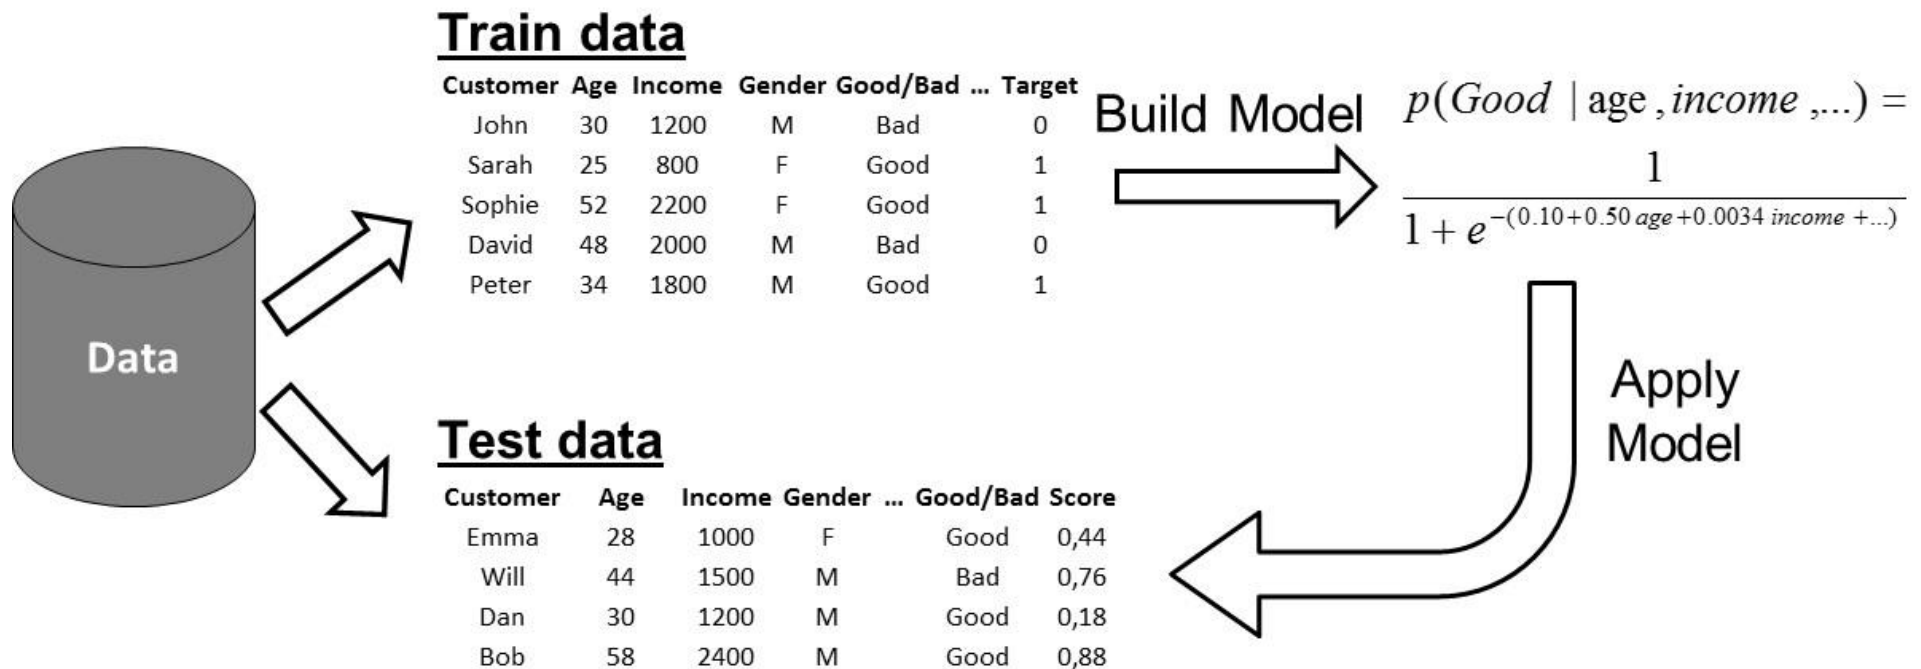 Train data
Customer Age Income Gender Good/Bad ... Target
John 30 1200 M Bad 0
Sarah 25 800 F Good 1
Sophie 52 2200 F Good 1
David 48 2000 M Bad 0
Peter 34 1800 M Good 1
Build Model
p(Good | age, income,...) =
1
1 + e^-(0.10+0.50 age+0.0034 income +...)
Data
Apply
Model
Test data
Customer Age Income Gender ... Good/Bad Score
Emma 28 1000 F Good 0,44
Will 44 1500 M Bad 0,76
Dan 30 1200 M Good 0,18
Bob 58 2400 M Good 0,88